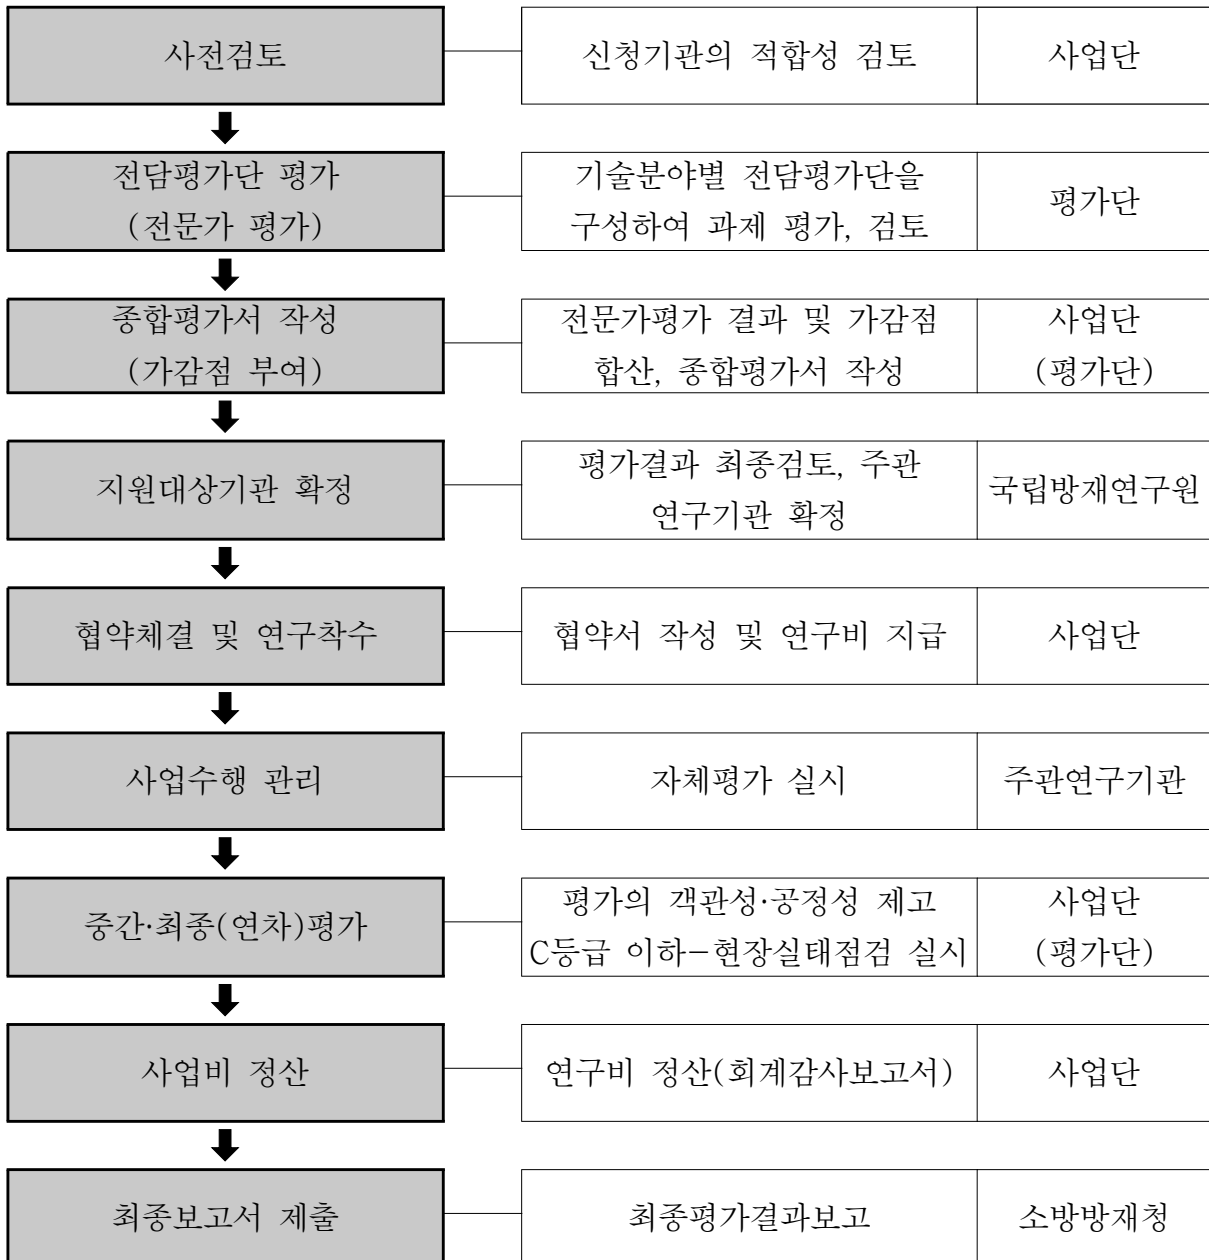 사전검토
신청기관의 적합성 검토
사업단
전담평가단 평가
(전문가 평가)
기술분야별 전담평가단을
구성하여 과제 평가, 검토
평가단
종합평가서 작성
(가감점 부여)
전문가평가 결과 및 가감점
합산, 종합평가서 작성
사업단
(평가단)
지원대상기관 확정
평가결과 최종검토, 주관
연구기관 확정
국립방재연구원
협약체결 및 연구착수
협약서 작성 및 연구비 지급
사업단
사업수행 관리
자체평가 실시
주관연구기관
중간·최종(연차)평가
평가의 객관성·공정성 제고
C등급 이하-현장실태점검 실시
사업단
(평가단)
사업비 정산
연구비 정산(회계감사보고서)
사업단
최종보고서 제출
최종평가결과보고
소방방재청